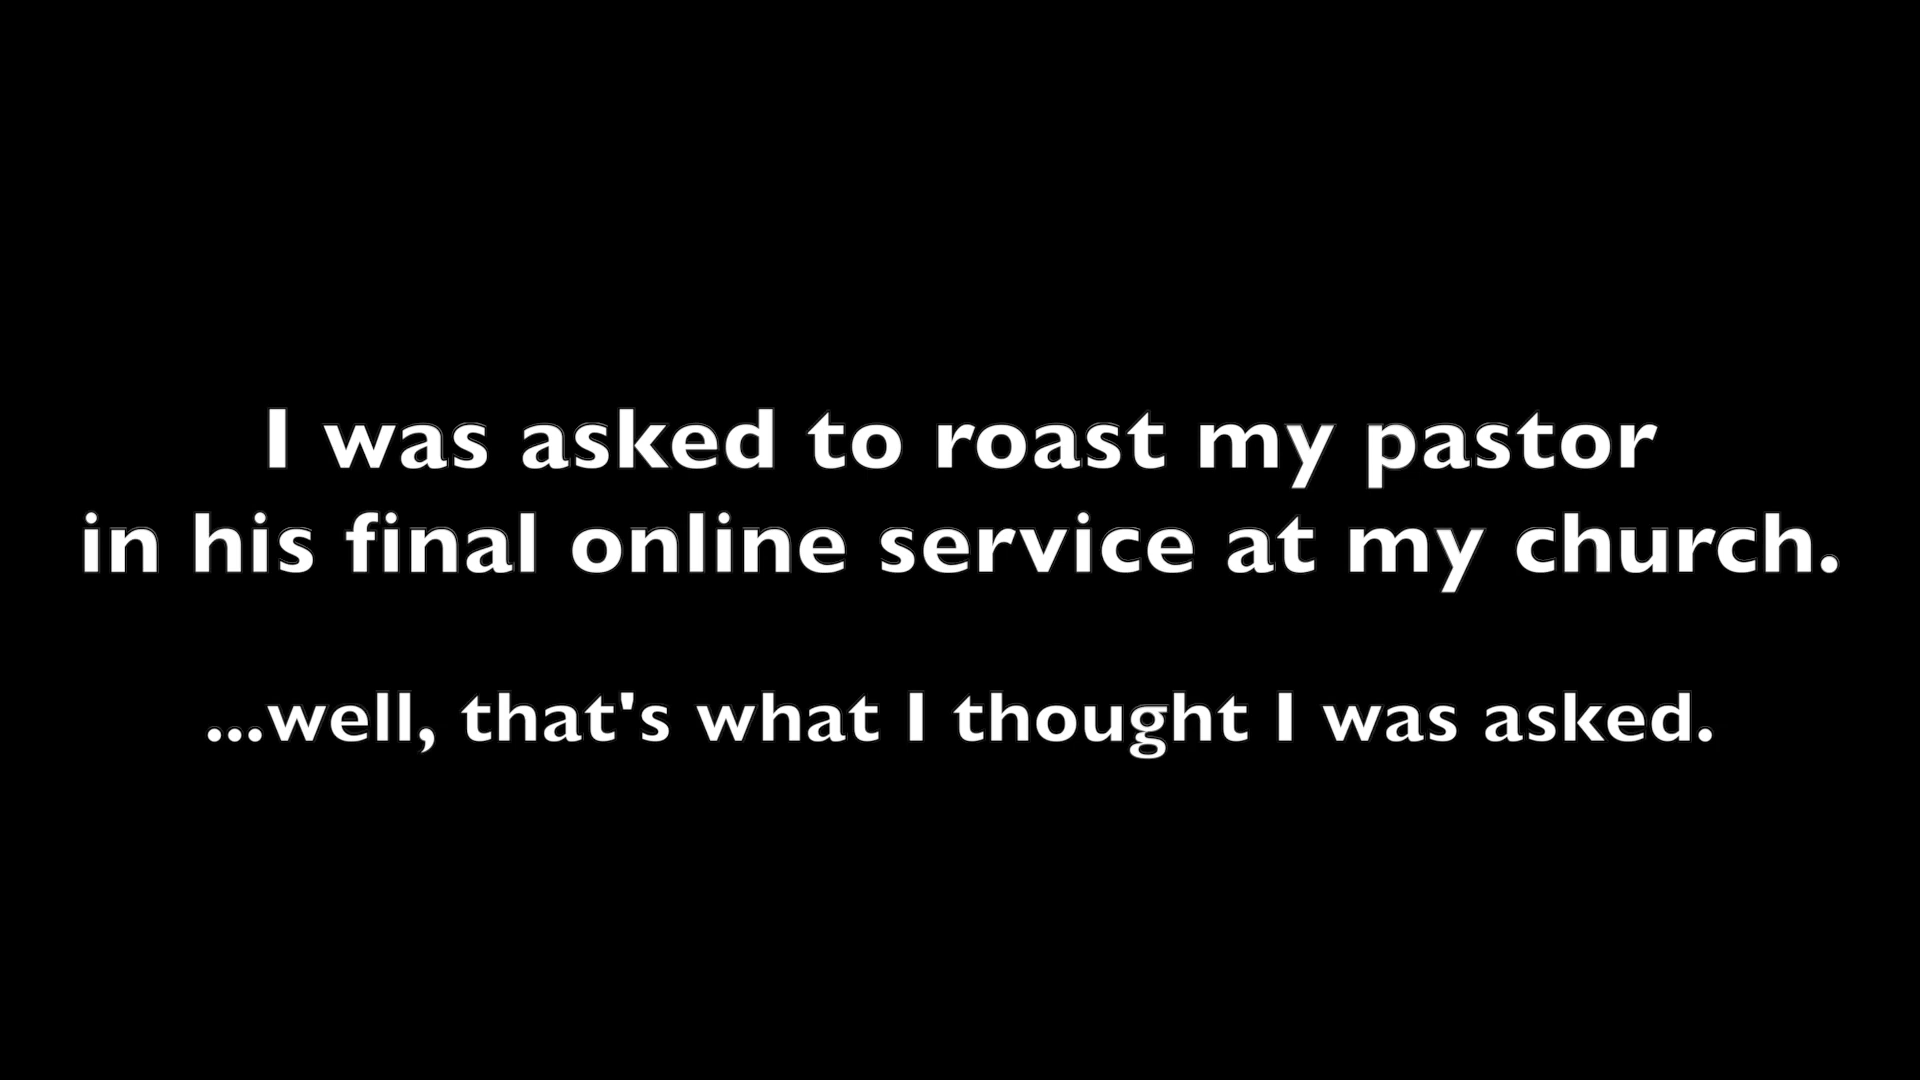 I was asked to roast my pastor
in his final online service at my church.
...well, that's what I thought I was asked.